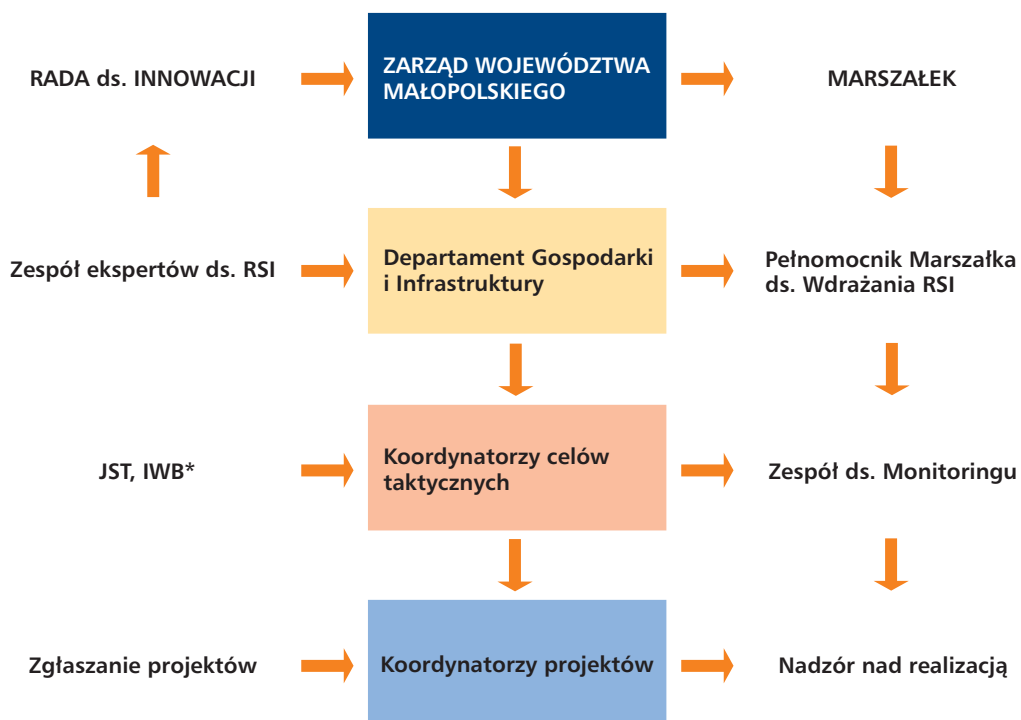 RADA ds. INNOWACJI
ZARZĄD WOJEWÓDZTWA
MAŁOPOLSKIEGO
MARSZAŁEK
Zespół ekspertów ds. RSI
Departament Gospodarki
i Infrastruktury
Pełnomocnik Marszałka
ds. Wdrażania RSI
JST, IWB*
Koordynatorzy celów
taktycznych
Zespół ds. Monitoringu
Zgłaszanie projektów
Koordynatorzy projektów
Nadzór nad realizacją